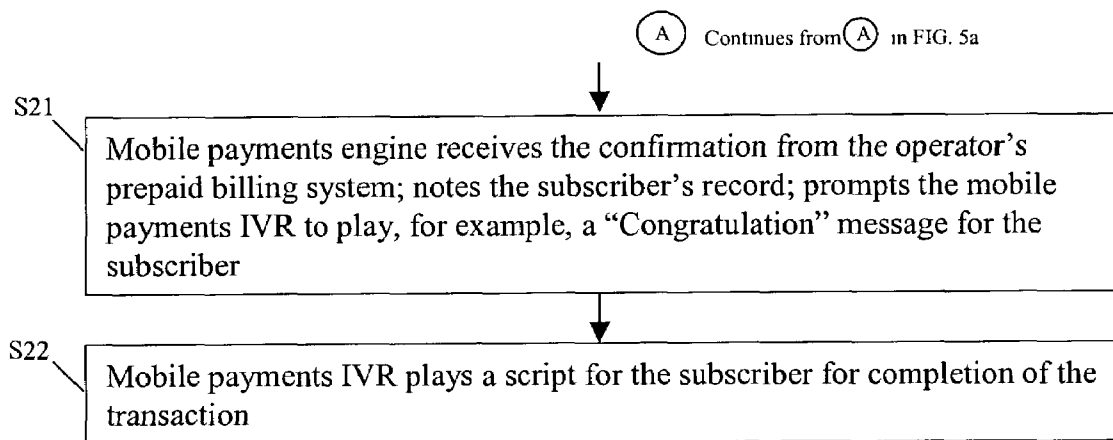 A Continues from A in FIG. 5a
S21
Mobile payments engine receives the confirmation from the operator's
prepaid billing system; notes the subscriber's record; prompts the mobile
payments IVR to play, for example, a “Congratulation” message for the
subscriber
S22
Mobile payments IVR plays a script for the subscriber for completion of the
transaction